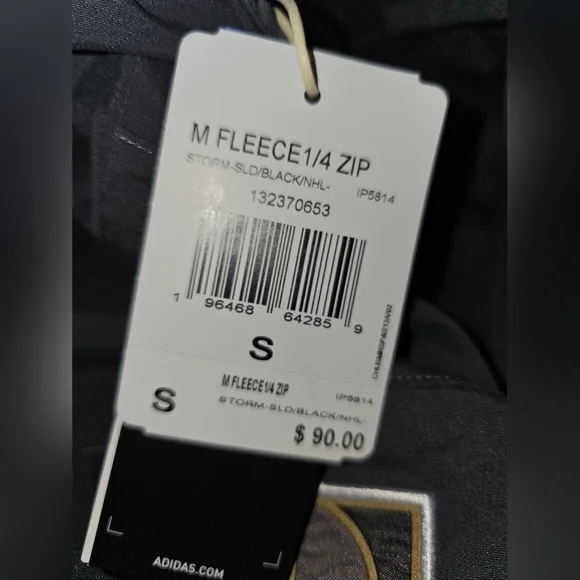 M FLEECE1/4 ZIP
STORM-SLD/BLACK/NHL- IP5814
132370653
1 96468 64285 9
S
M FLEECE1/4 ZIP IP5814
S STORM-SLD/BLACK/NHL-
$ 90.00
ADIDAS.COM